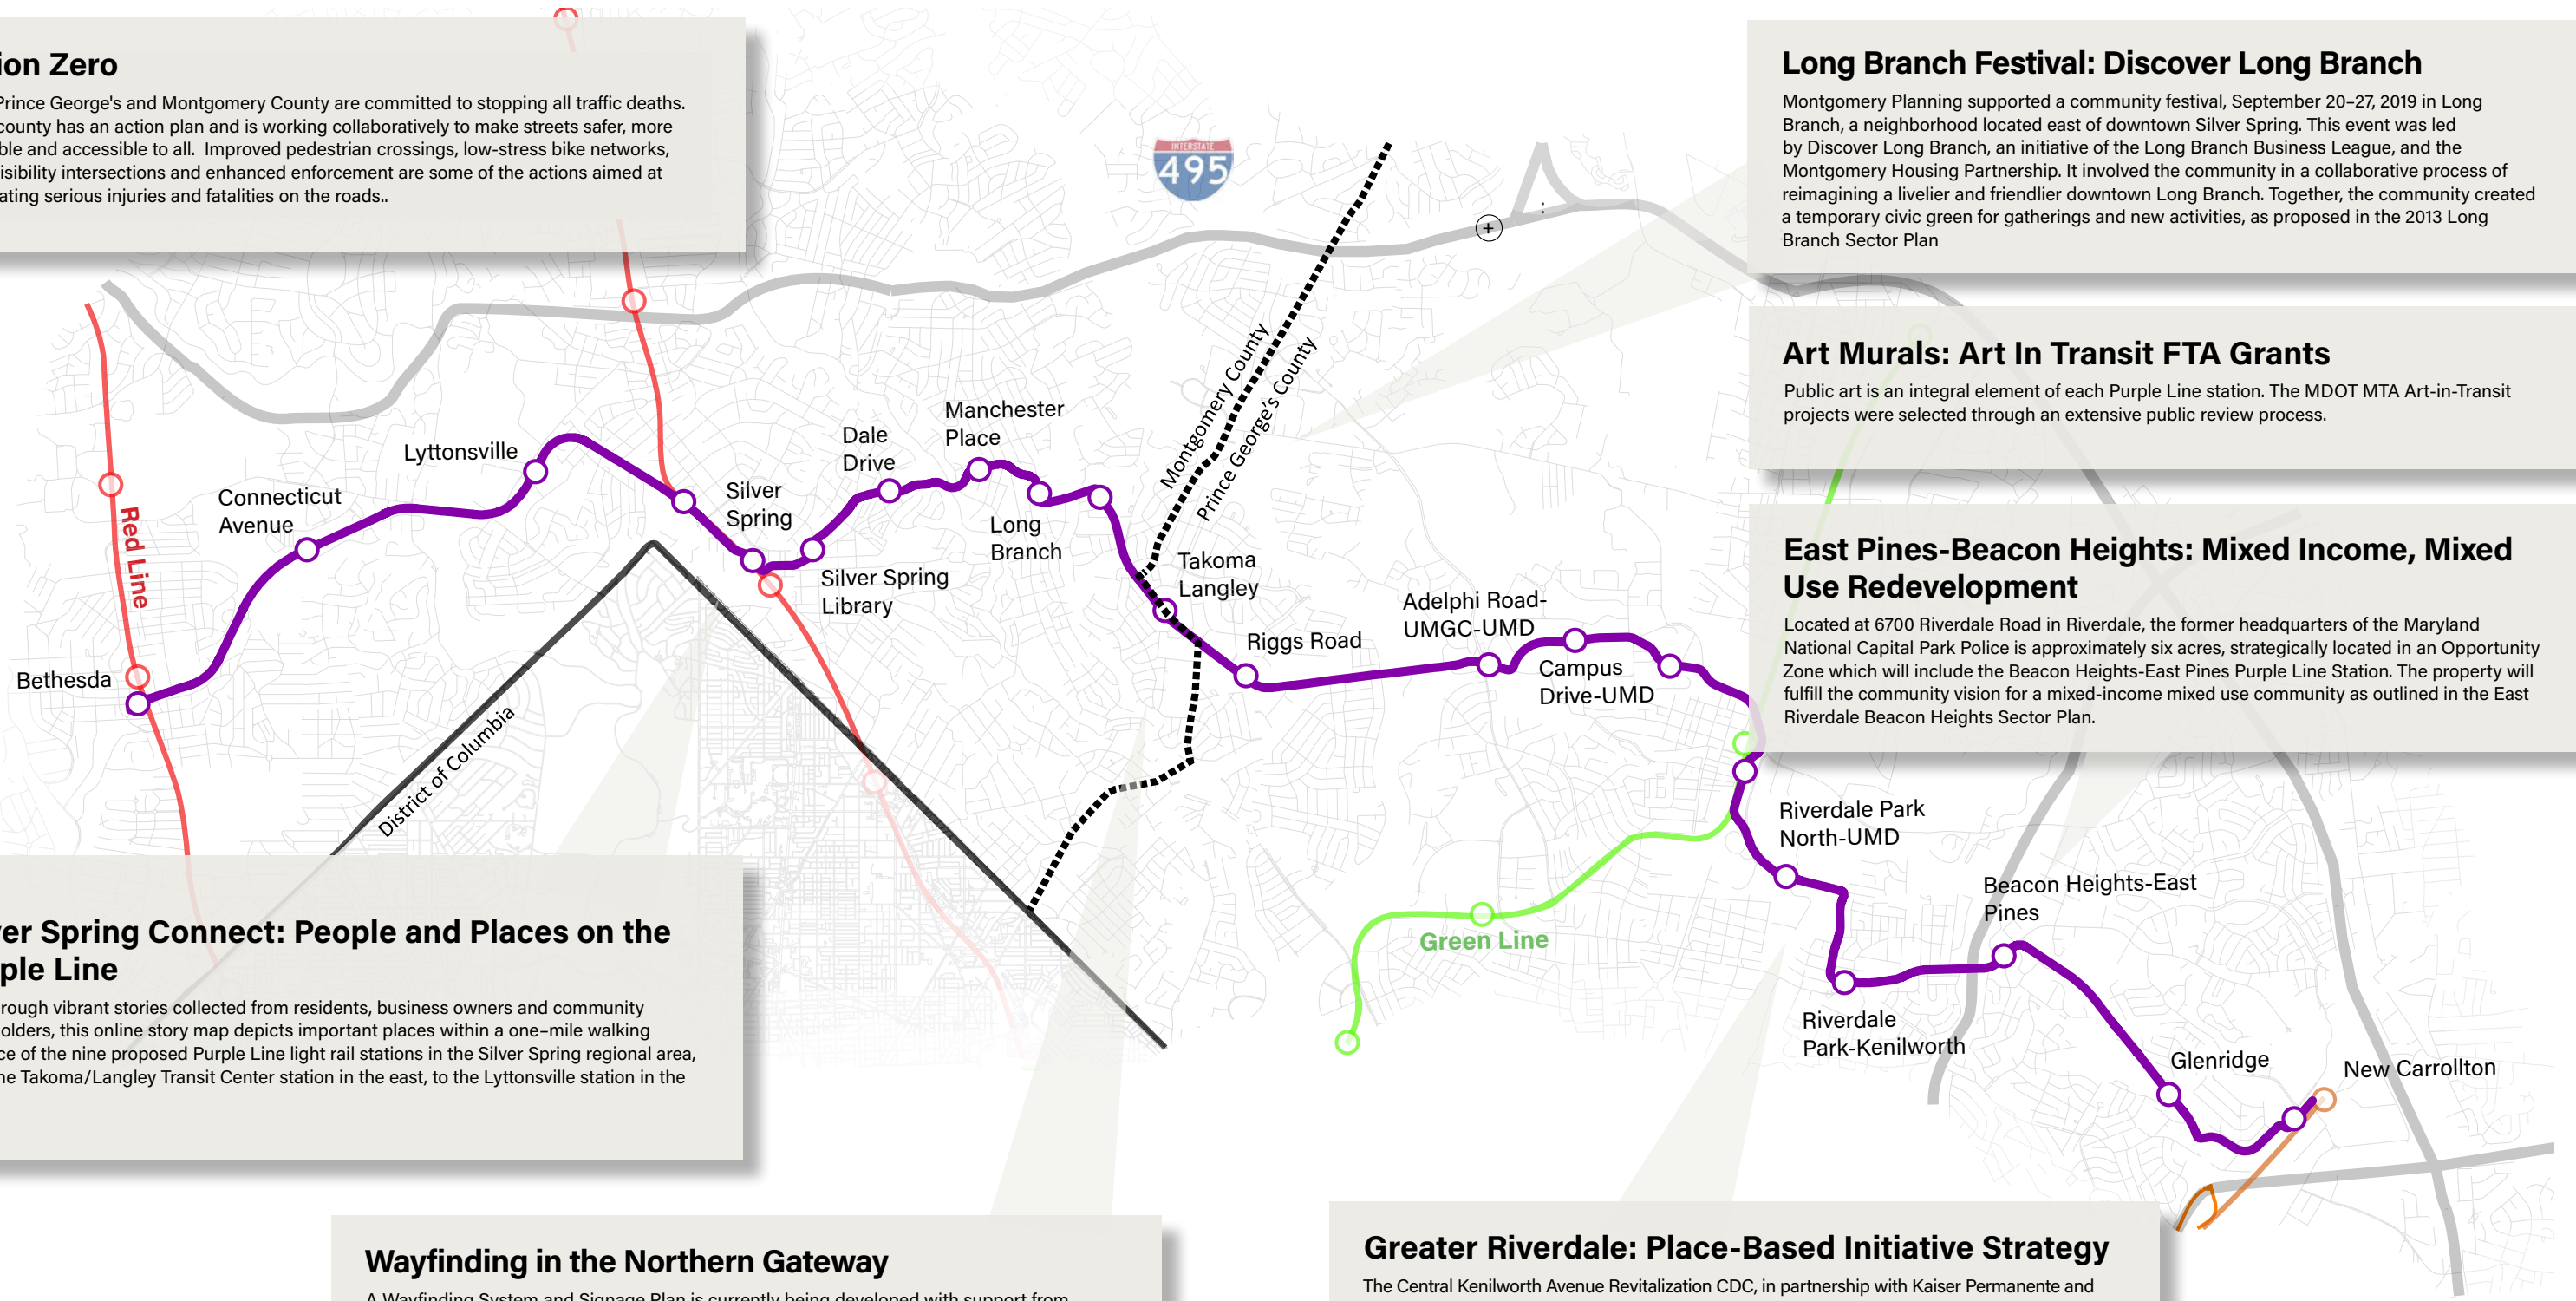 ion Zero
Prince George's and Montgomery County are committed to stopping all traffic deaths.
county has an action plan and is working collaboratively to make streets safer, more
ble and accessible to all. Improved pedestrian crossings, low-stress bike networks,
isibility intersections and enhanced enforcement are some of the actions aimed at
ating serious injuries and fatalities on the roads..
Long Branch Festival: Discover Long Branch
Montgomery Planning supported a community festival, September 20–27, 2019 in Long
Branch, a neighborhood located east of downtown Silver Spring. This event was led
by Discover Long Branch, an initiative of the Long Branch Business League, and the
Montgomery Housing Partnership. It involved the community in a collaborative process of
reimagining a livelier and friendlier downtown Long Branch. Together, the community created
a temporary civic green for gatherings and new activities, as proposed in the 2013 Long
Branch Sector Plan
INTERSTATE
495
+
:
Art Murals: Art In Transit FTA Grants
Public art is an integral element of each Purple Line station. The MDOT MTA Art-in-Transit
projects were selected through an extensive public review process.
East Pines-Beacon Heights: Mixed Income, Mixed
Use Redevelopment
Located at 6700 Riverdale Road in Riverdale, the former headquarters of the Maryland
National Capital Park Police is approximately six acres, strategically located in an Opportunity
Zone which will include the Beacon Heights-East Pines Purple Line Station. The property will
fulfill the community vision for a mixed-income mixed use community as outlined in the East
Riverdale Beacon Heights Sector Plan.
Montgomery County
Prince George's County
Red Line
Bethesda
Connecticut
Avenue
Lyttonsville
Silver
Spring
Silver Spring
Library
Dale
Drive
Manchester
Place
Long
Branch
Takoma
Langley
Riggs Road
Adelphi Road-
UMGC-UMD
Campus
Drive-UMD
District of Columbia
Riverdale Park
North-UMD
Beacon Heights-East
Pines
Green Line
Riverdale
Park-Kenilworth
Glenridge
New Carrollton
er Spring Connect: People and Places on the
ple Line
rough vibrant stories collected from residents, business owners and community
olders, this online story map depicts important places within a one–mile walking
ce of the nine proposed Purple Line light rail stations in the Silver Spring regional area,
ne Takoma/Langley Transit Center station in the east, to the Lyttonsville station in the
Wayfinding in the Northern Gateway
A Wayfinding System and Signage Plan is currently being developed with support from
Greater Riverdale: Place-Based Initiative Strategy
The Central Kenilworth Avenue Revitalization CDC, in partnership with Kaiser Permanente and